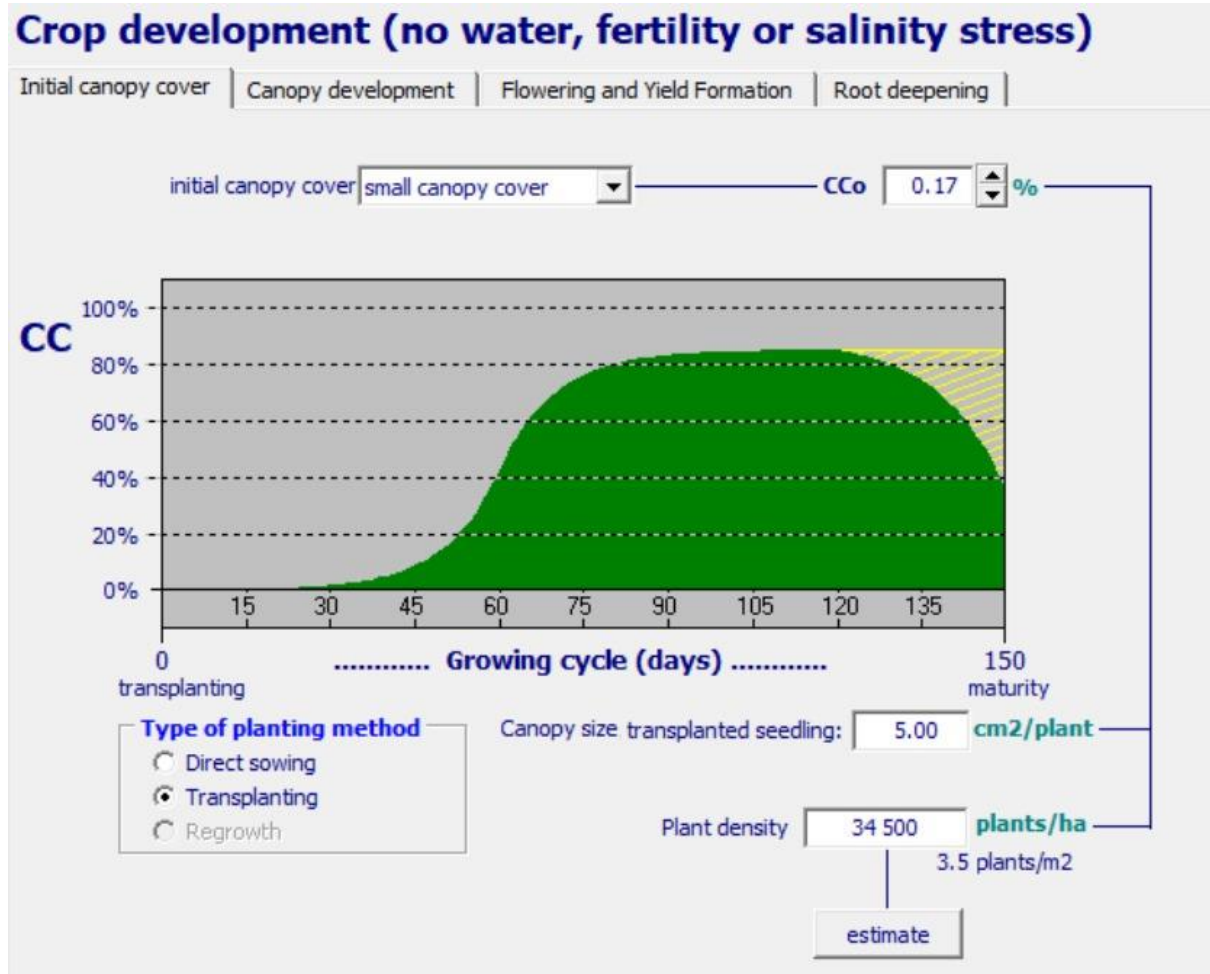 Crop development (no water, fertility or salinity stress)
Initial canopy cover Canopy development Flowering and Yield Formation Root deepening
initial canopy cover small canopy cover CCo 0.17 %
CC
100%
80%
60%
40%
20%
0%
15 30 45 60 75 90 105 120 135
0 ............ Growing cycle (days) ............ 150
transplanting maturity
Type of planting method
Direct sowing
Transplanting
Regrowth
Canopy size transplanted seedling: 5.00 cm2/plant
Plant density 34 500 plants/ha
3.5 plants/m2
estimate